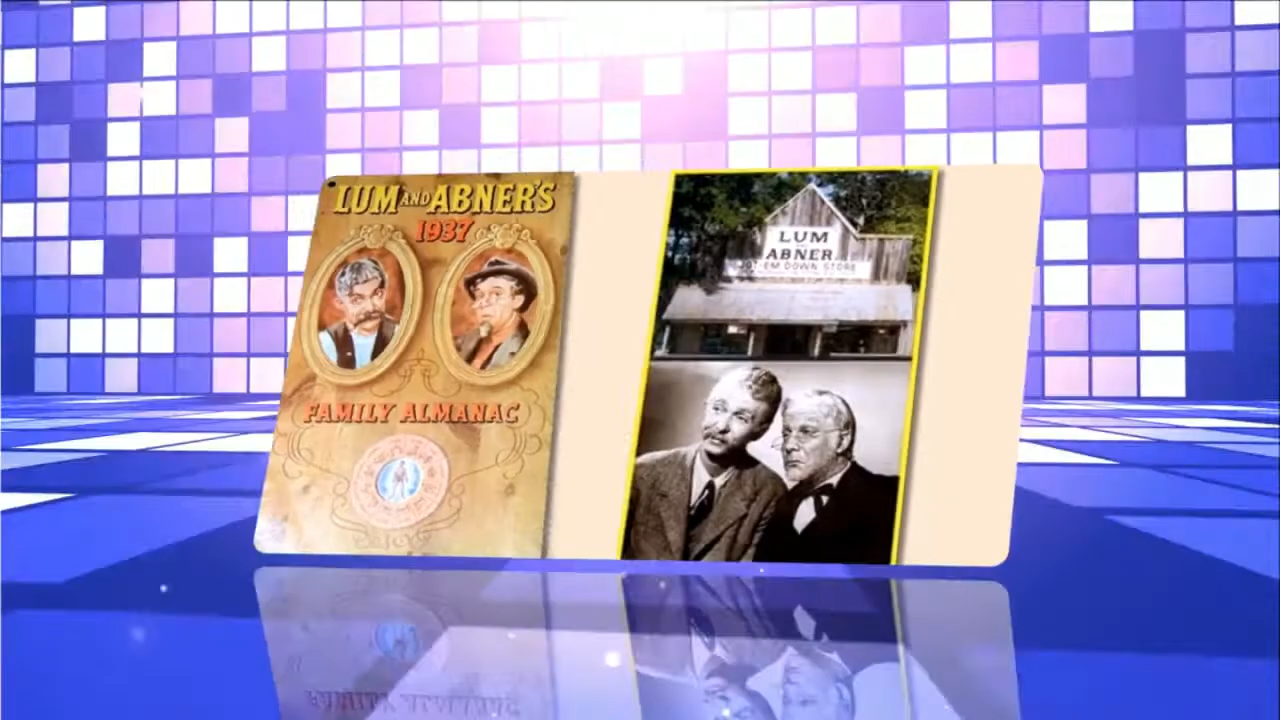 LUM AND ABNER'S
1937
FAMILY ALMANAC
LUM
ABNER
JOT-EM DOWN STORE